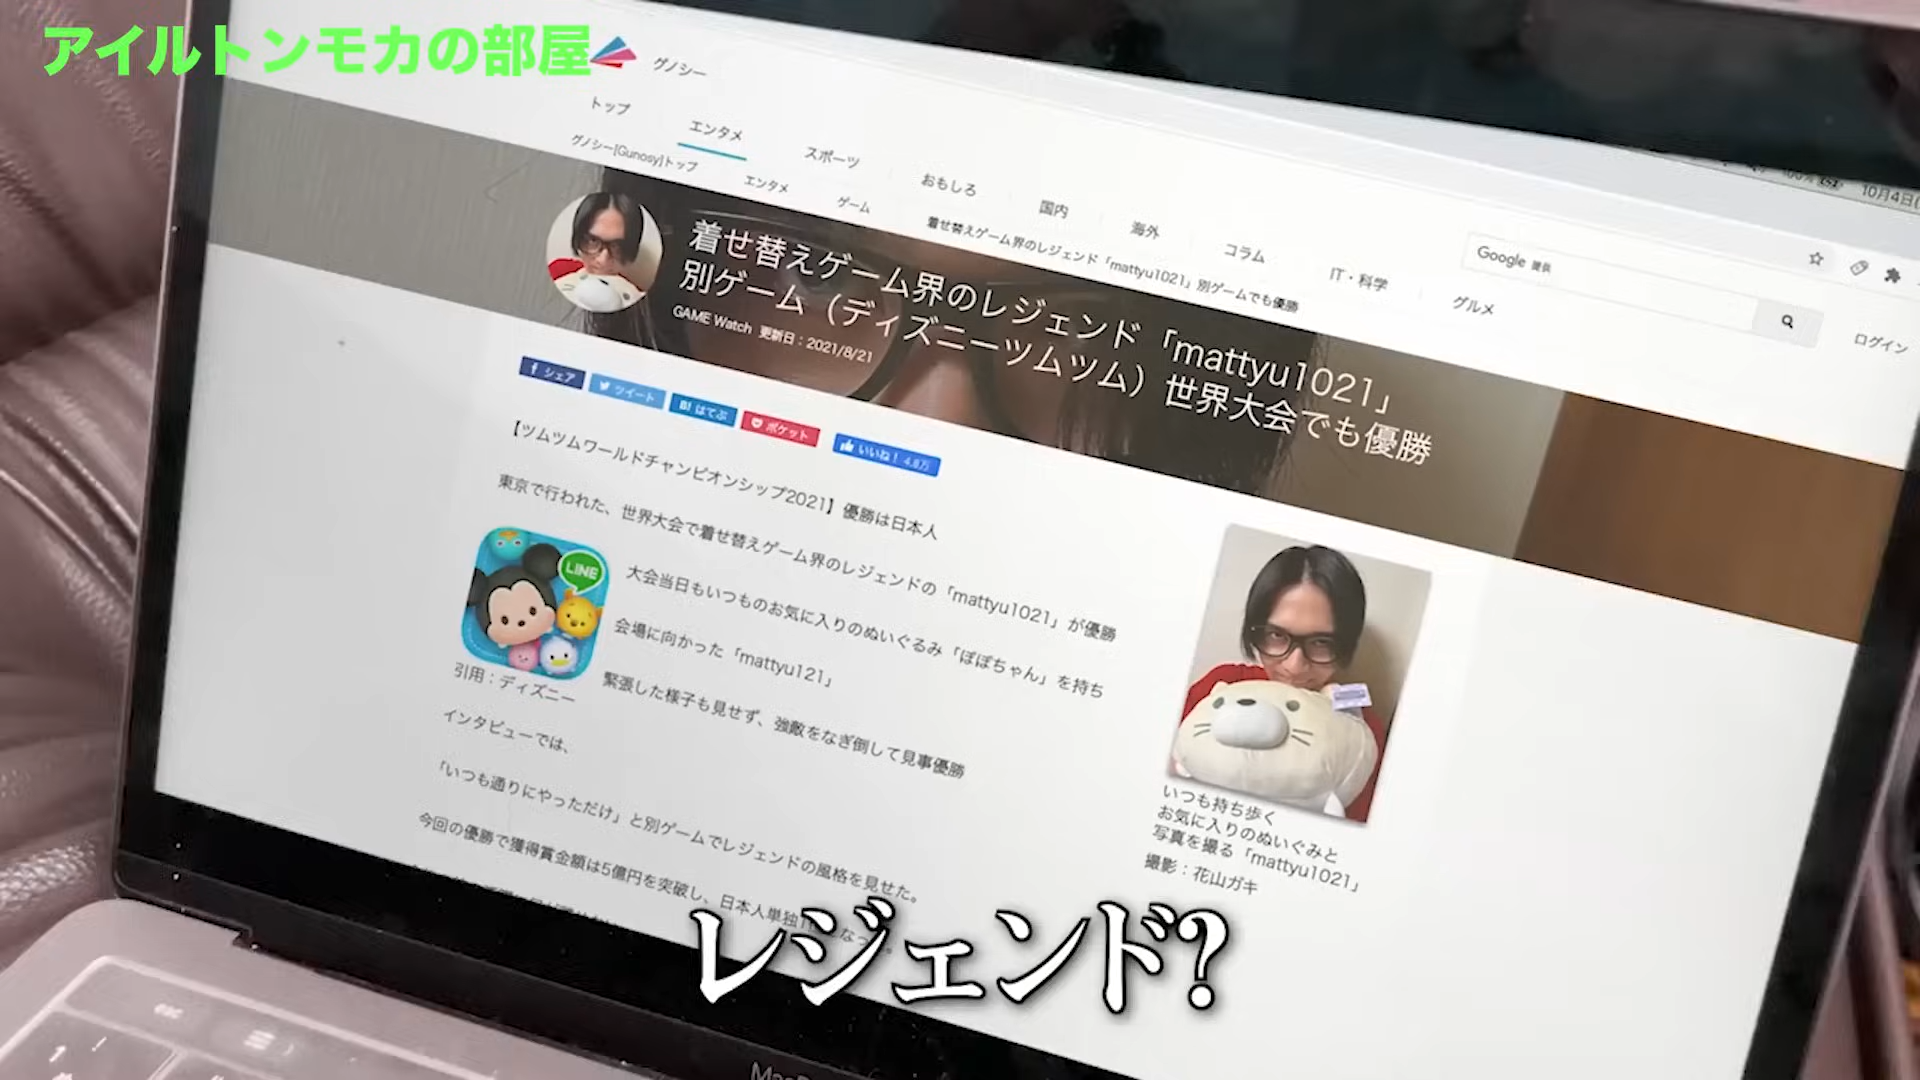 アイルトンモカの部屋
グノシー
10月4日(
トップ
エンタメ
スポーツ
おもしろ
国内
海外
コラム
IT・科学
グルメ
Google 提供
ログイン
グノシー[Gunosy]トップ
エンタメ
ゲーム
着せ替えゲーム界のレジェンド「mattyu1021」別ゲームでも優勝
着せ替えゲーム界のレジェンド「mattyu1021」
別ゲーム（ディズニーツムツム）世界大会でも優勝
GAME Watch 更新日：2021/8/21
シェア
ツイート
B! はてぶ
ポケット
いいね！ 4.8万
【ツムツムワールドチャンピオンシップ2021】優勝は日本人
東京で行われた、世界大会で着せ替えゲーム界のレジェンドの「mattyu1021」が優勝
LINE
大会当日もいつものお気に入りのぬいぐるみ「ぽぽちゃん」を持ち
会場に向かった「mattyu121」
緊張した様子も見せず、強敵をなぎ倒して見事優勝
引用：ディズニー
インタビューでは、
「いつも通りにやっただけ」と別ゲームでレジェンドの風格を見せた。
今回の優勝で獲得賞金額は5億円を突破し、日本人単独1
いつも持ち歩く
お気に入りのぬいぐるみと
写真を撮る「mattyu1021」
撮影：花山ガキ
レジェンド?
esc
!
1